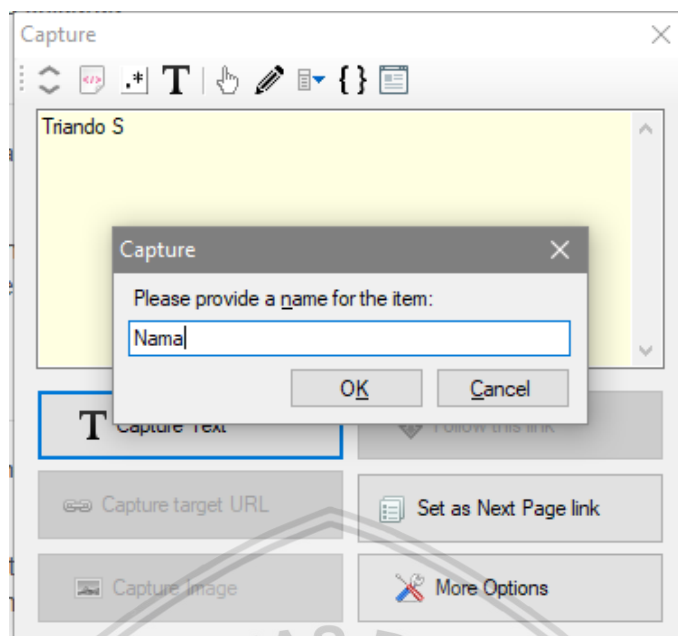 Capture
.*
T
{ }
Triando S
Capture
Please provide a name for the item:
Nama
OK
Cancel
T Capture Text
Follow this link
Capture target URL
Set as Next Page link
Capture Image
More Options